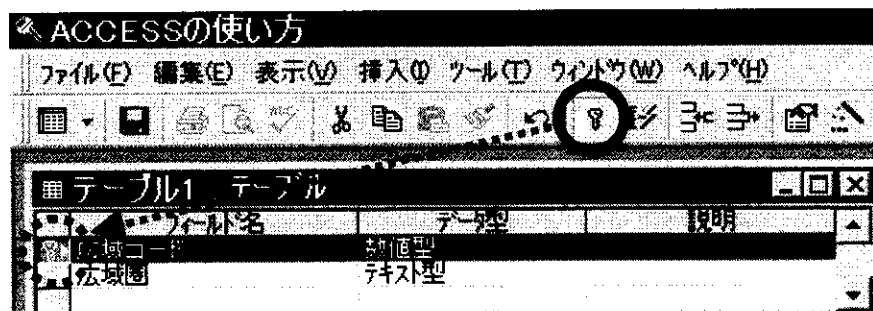 ACCESSの使い方
ファイル(F) 編集(E) 表示(V) 挿入(I) ツール(T) ウィンドウ(W) ヘルプ(H)
テーブル1 テーブル
フィールド名 データ型 説明
広域コード 数値型
広域圏 テキスト型